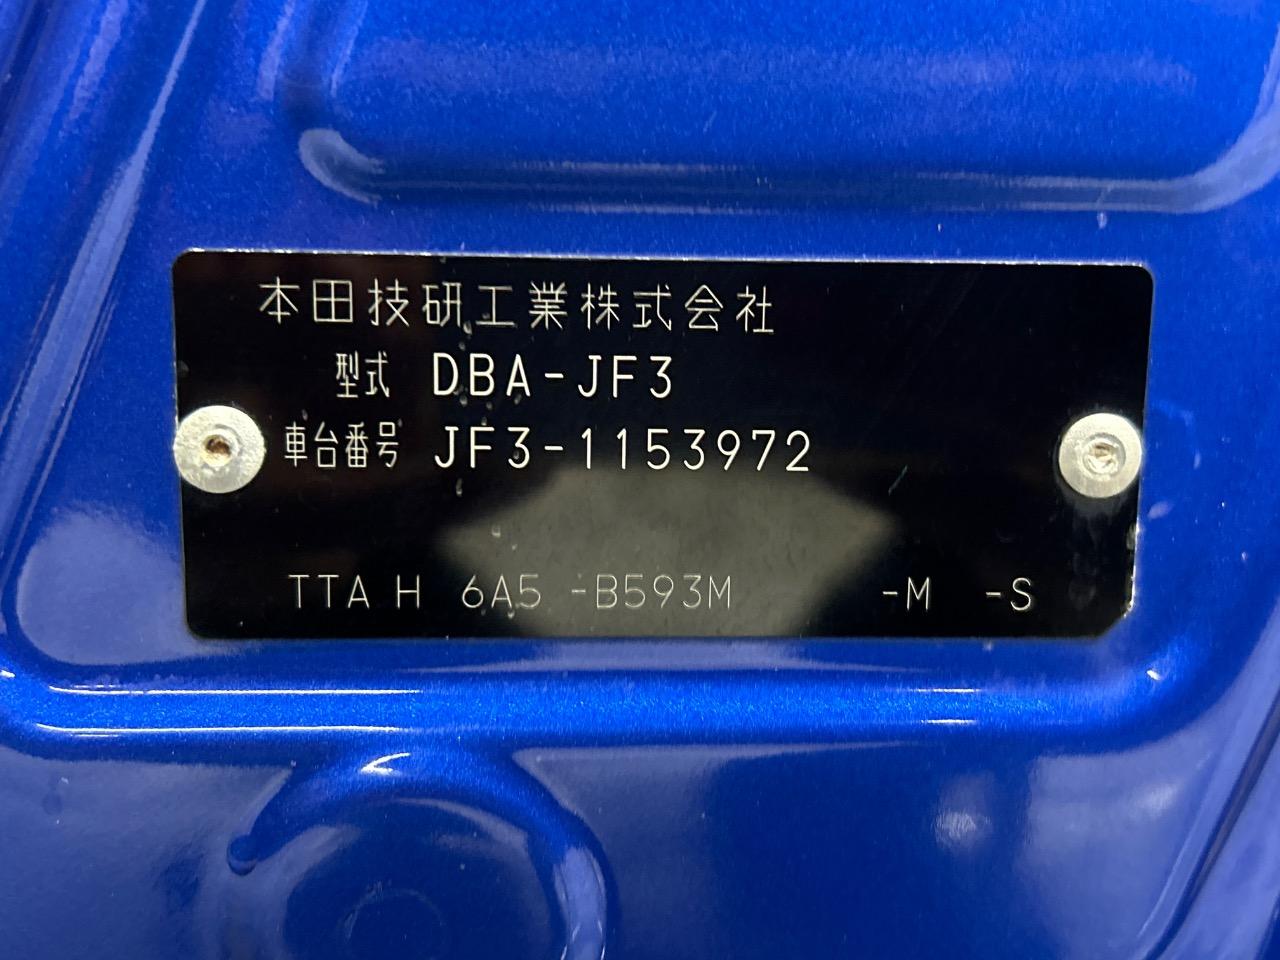 本田技研工業株式会社
型式 DBA-JF3
車台番号 JF3-1153972
TTA H 6A5 -B593M -M -S